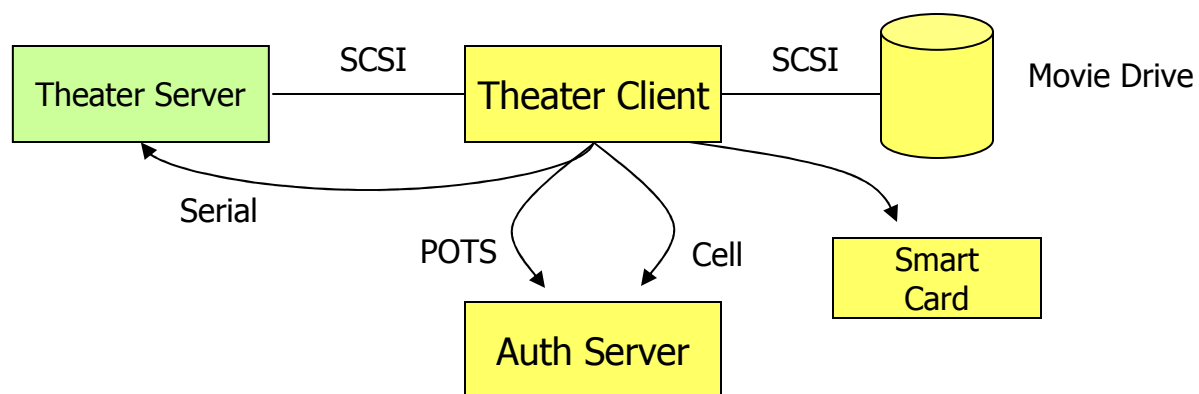 SCSI
SCSI
Theater Server
Theater Client
Movie Drive
Serial
POTS
Cell
Smart
Card
Auth Server